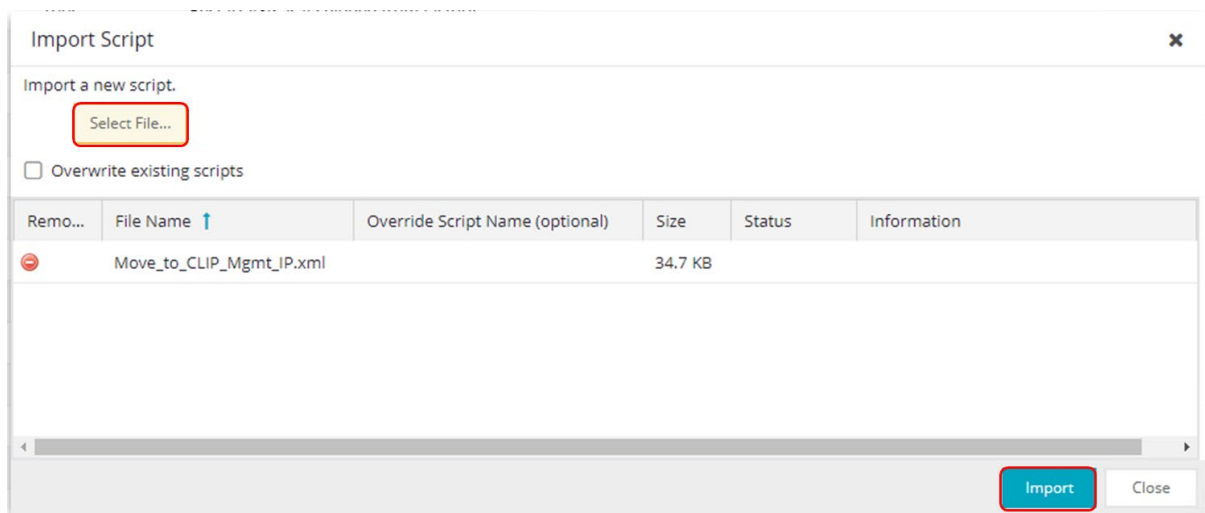 Import Script
Import a new script.
Select File...
Overwrite existing scripts
Remo... File Name Override Script Name (optional) Size Status Information
Move_to_CLIP_Mgmt_IP.xml 34.7 KB
Import Close